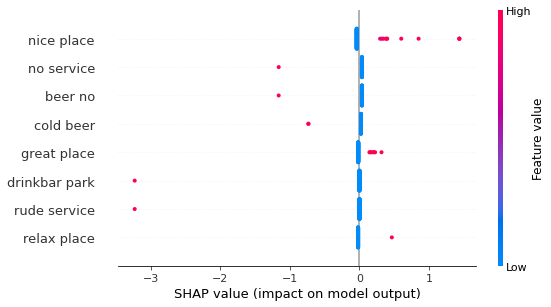 High
nice place
no service
beer no
cold beer
great place
drinkbar park
rude service
relax place
Feature value
Low
−3 −2 −1 0 1
SHAP value (impact on model output)